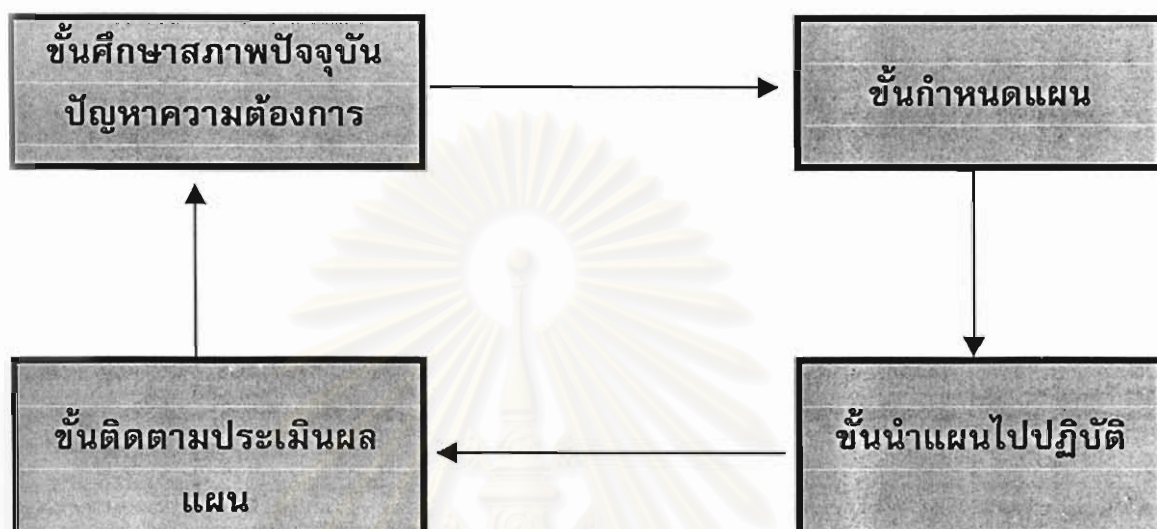 ขั้นศึกษาสภาพปัจจุบัน
ปัญหาความต้องการ
ขั้นกำหนดแผน
ขั้นติดตามประเมินผล
แผน
ขั้นนำแผนไปปฏิบัติ